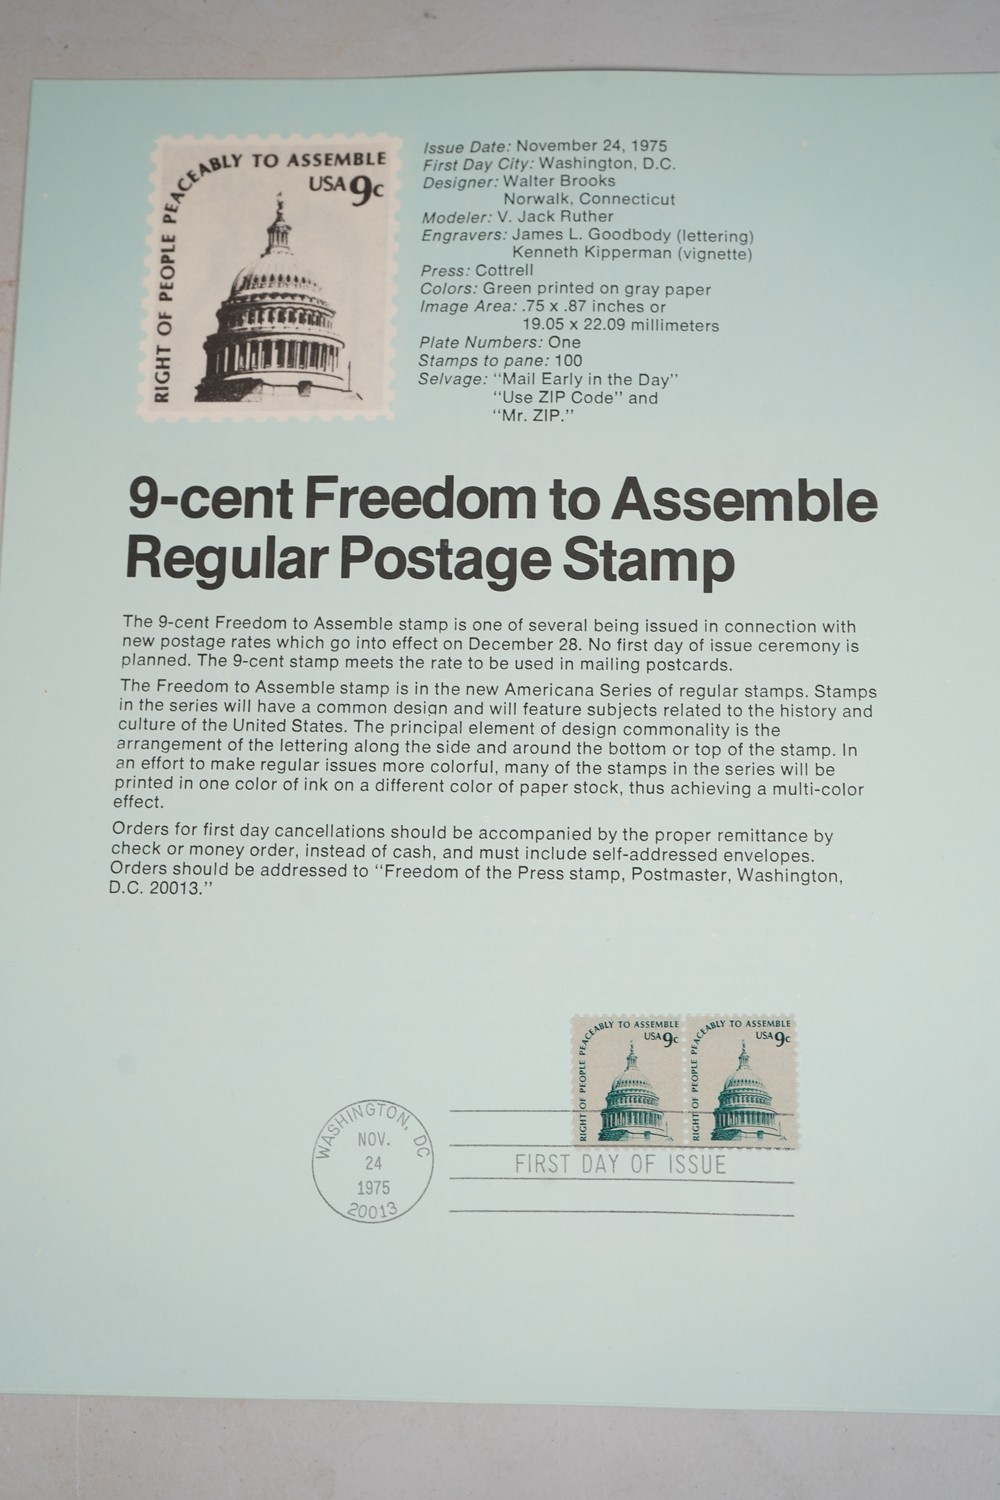 RIGHT OF PEOPLE PEACEABLY TO ASSEMBLE
USA 9c
Issue Date: November 24, 1975
First Day City: Washington, D.C.
Designer: Walter Brooks
Norwalk, Connecticut
Modeler: V. Jack Ruther
Engravers: James L. Goodbody (lettering)
Kenneth Kipperman (vignette)
Press: Cottrell
Colors: Green printed on gray paper
Image Area: .75 x .87 inches or
19.05 x 22.09 millimeters
Plate Numbers: One
Stamps to pane: 100
Selvage: “Mail Early in the Day”
“Use ZIP Code” and
“Mr. ZIP.”
9-cent Freedom to Assemble
Regular Postage Stamp
The 9-cent Freedom to Assemble stamp is one of several being issued in connection with
new postage rates which go into effect on December 28. No first day of issue ceremony is
planned. The 9-cent stamp meets the rate to be used in mailing postcards.
The Freedom to Assemble stamp is in the new Americana Series of regular stamps. Stamps
in the series will have a common design and will feature subjects related to the history and
culture of the United States. The principal element of design commonality is the
arrangement of the lettering along the side and around the bottom or top of the stamp. In
an effort to make regular issues more colorful, many of the stamps in the series will be
printed in one color of ink on a different color of paper stock, thus achieving a multi-color
effect.
Orders for first day cancellations should be accompanied by the proper remittance by
check or money order, instead of cash, and must include self-addressed envelopes.
Orders should be addressed to “Freedom of the Press stamp, Postmaster, Washington,
D.C. 20013.”
RIGHT OF PEOPLE PEACEABLY TO ASSEMBLE
USA 9c
RIGHT OF PEOPLE PEACEABLY TO ASSEMBLE
USA 9c
WASHINGTON, DC
NOV.
24
1975
20013
FIRST DAY OF ISSUE